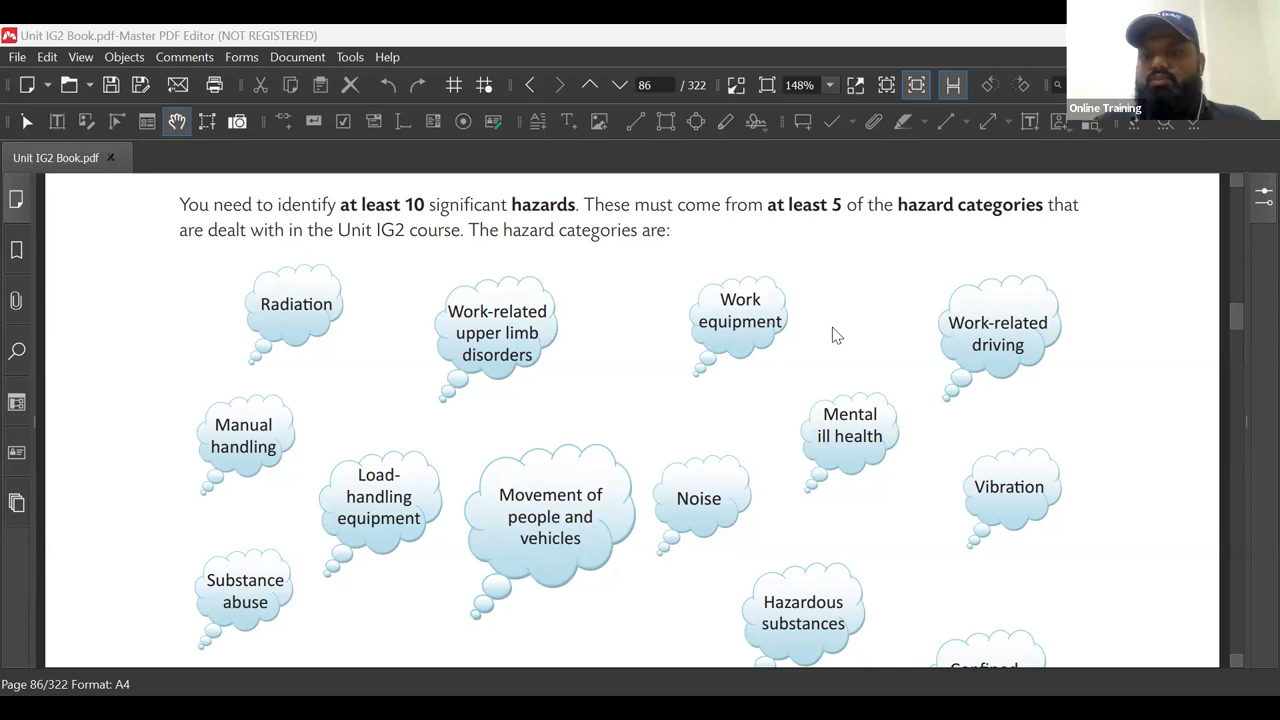 Unit IG2 Book.pdf-Master PDF Editor (NOT REGISTERED)
File Edit View Objects Comments Forms Document Tools Help
86 / 322 148%
Online Training
Unit IG2 Book.pdf
You need to identify at least 10 significant hazards. These must come from at least 5 of the hazard categories that
are dealt with in the Unit IG2 course. The hazard categories are:
Radiation
Work-related
upper limb
disorders
Work
equipment
Work-related
driving
Manual
handling
Load-
handling
equipment
Movement of
people and
vehicles
Noise
Mental
ill health
Vibration
Substance
abuse
Hazardous
substances
Page 86/322 Format: A4